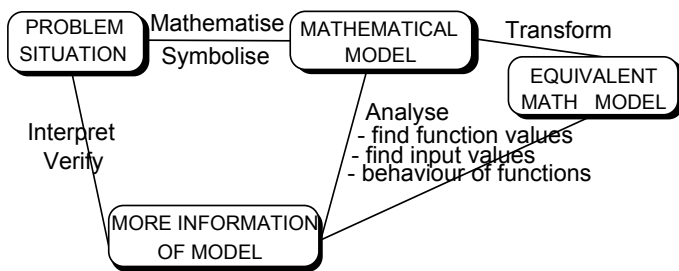 PROBLEM
SITUATION
Mathematise
Symbolise
MATHEMATICAL
MODEL
Transform
EQUIVALENT
MATH MODEL
Analyse
- find function values
- find input values
- behaviour of functions
Interpret
Verify
MORE INFORMATION
OF MODEL